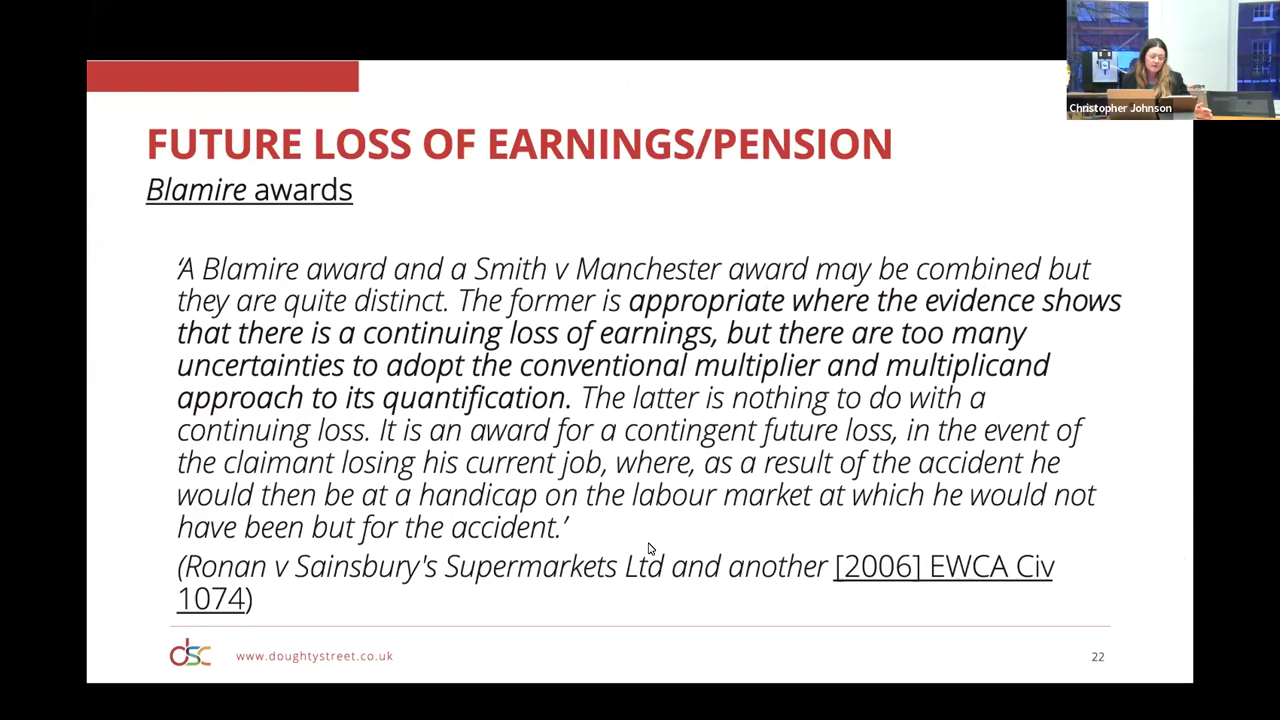 Christopher Johnson
FUTURE LOSS OF EARNINGS/PENSION
Blamire awards
‘A Blamire award and a Smith v Manchester award may be combined but
they are quite distinct. The former is appropriate where the evidence shows
that there is a continuing loss of earnings, but there are too many
uncertainties to adopt the conventional multiplier and multiplicand
approach to its quantification. The latter is nothing to do with a
continuing loss. It is an award for a contingent future loss, in the event of
the claimant losing his current job, where, as a result of the accident he
would then be at a handicap on the labour market at which he would not
have been but for the accident.’
(Ronan v Sainsbury's Supermarkets Ltd and another [2006] EWCA Civ
1074)
dsc
www.doughtystreet.co.uk
22